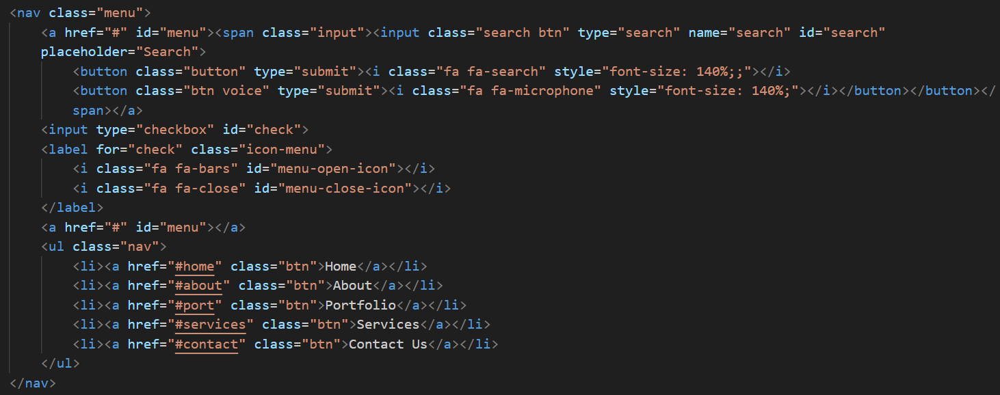 <nav class="menu">
<a href="#" id="menu"><span class="input"><input class="search btn" type="search" name="search" id="search"
placeholder="Search">
<button class="button" type="submit"><i class="fa fa-search" style="font-size: 140%;;"></i>
<button class="btn voice" type="submit"><i class="fa fa-microphone" style="font-size: 140%;"></i></button></button></
span></a>
<input type="checkbox" id="check">
<label for="check" class="icon-menu">
<i class="fa fa-bars" id="menu-open-icon"></i>
<i class="fa fa-close" id="menu-close-icon"></i>
</label>
<a href="#" id="menu"></a>
<ul class="nav">
<li><a href="#home" class="btn">Home</a></li>
<li><a href="#about" class="btn">About</a></li>
<li><a href="#port" class="btn">Portfolio</a></li>
<li><a href="#services" class="btn">Services</a></li>
<li><a href="#contact" class="btn">Contact Us</a></li>
</ul>
</nav>